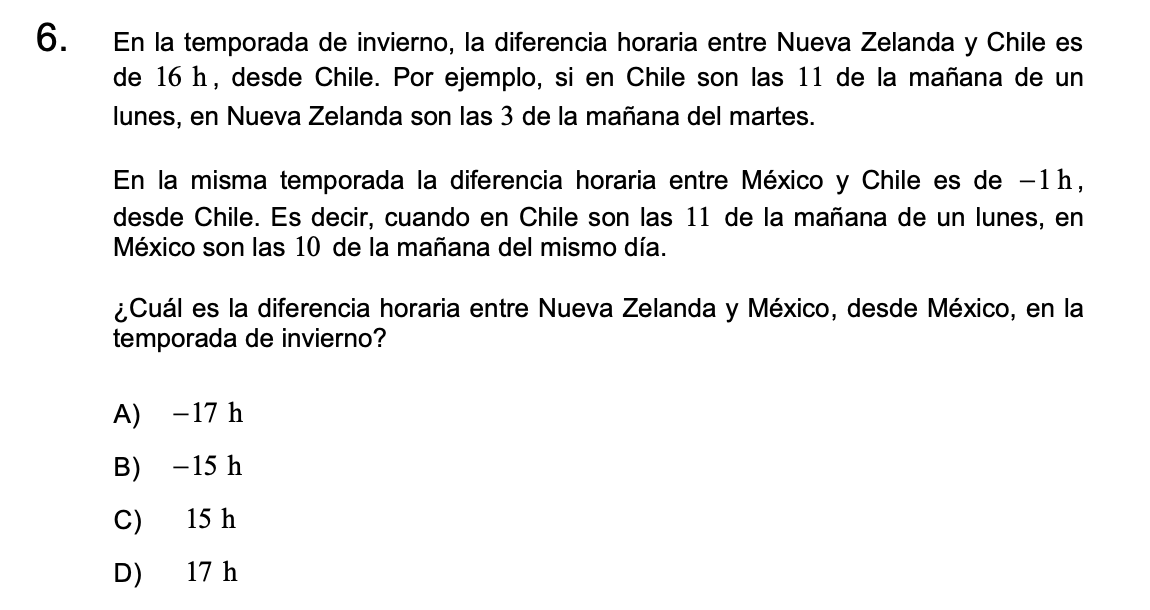 6. En la temporada de invierno, la diferencia horaria entre Nueva Zelanda y Chile es
de 16 h, desde Chile. Por ejemplo, si en Chile son las 11 de la mañana de un
lunes, en Nueva Zelanda son las 3 de la mañana del martes.
En la misma temporada la diferencia horaria entre México y Chile es de −1 h,
desde Chile. Es decir, cuando en Chile son las 11 de la mañana de un lunes, en
México son las 10 de la mañana del mismo día.
¿Cuál es la diferencia horaria entre Nueva Zelanda y México, desde México, en la
temporada de invierno?
A) −17 h
B) −15 h
C) 15 h
D) 17 h